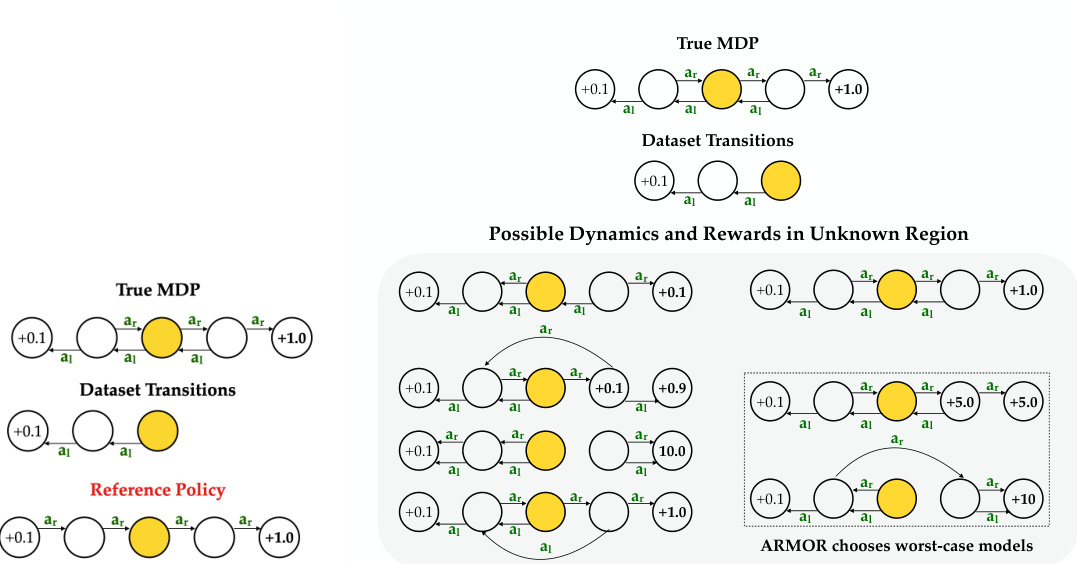 True MDP
a_r a_r a_r
+0.1 +1.0
a_l a_l a_l
Dataset Transitions
+0.1
a_l a_l
Reference Policy
a_r a_r a_r a_r
+0.1 +1.0
True MDP
a_r a_r a_r
+0.1 +1.0
a_l a_l a_l
Dataset Transitions
+0.1
a_l a_l
Possible Dynamics and Rewards in Unknown Region
a_r a_r
+0.1 +0.1
a_l a_l a_l
a_r
a_r a_r
+0.1 +0.1 +0.9
a_l a_l a_l
a_r a_r a_r
+0.1 10.0
a_l a_l a_l
a_r a_r a_r
+0.1 +1.0
a_l a_l
a_l
a_r a_r a_r
+0.1 +1.0
a_l a_l a_l
a_r a_r a_r
+0.1 +5.0 +5.0
a_l a_l a_l
a_r
a_r a_r
+0.1 +10
a_l a_l a_l
ARMOR chooses worst-case models